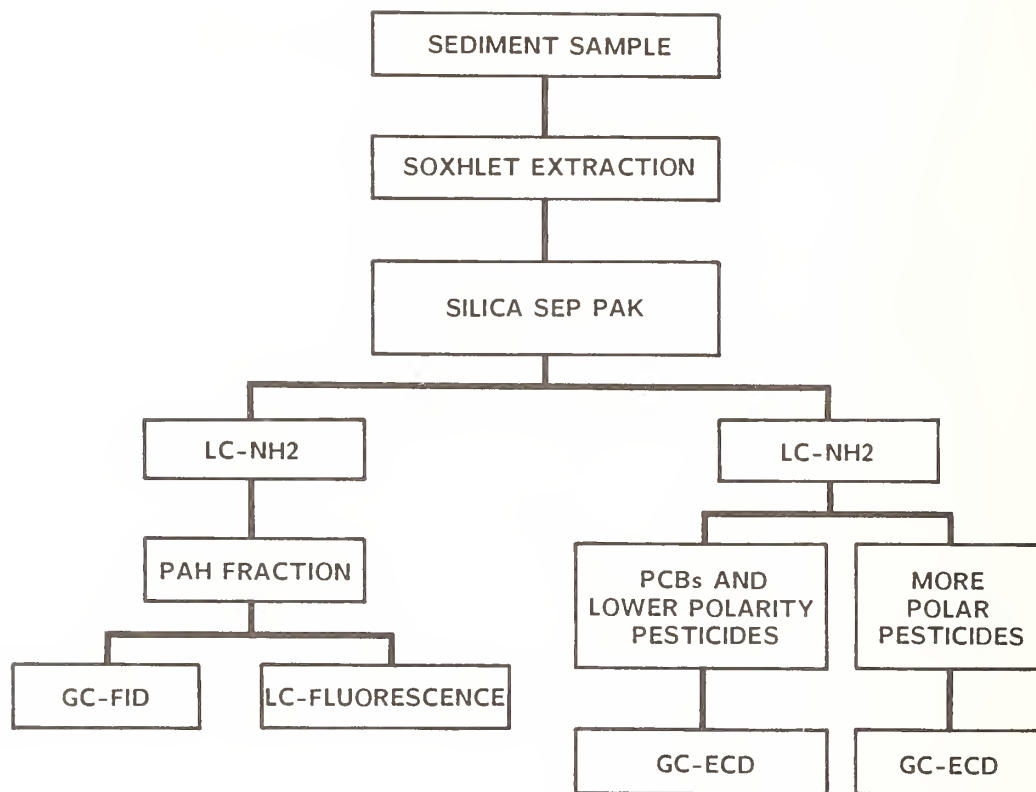 SEDIMENT SAMPLE
SOXHLET EXTRACTION
SILICA SEP PAK
LC-NH2
LC-NH2
PAH FRACTION
PCBs AND
LOWER POLARITY
PESTICIDES
MORE
POLAR
PESTICIDES
GC-FID
LC-FLUORESCENCE
GC-ECD
GC-ECD